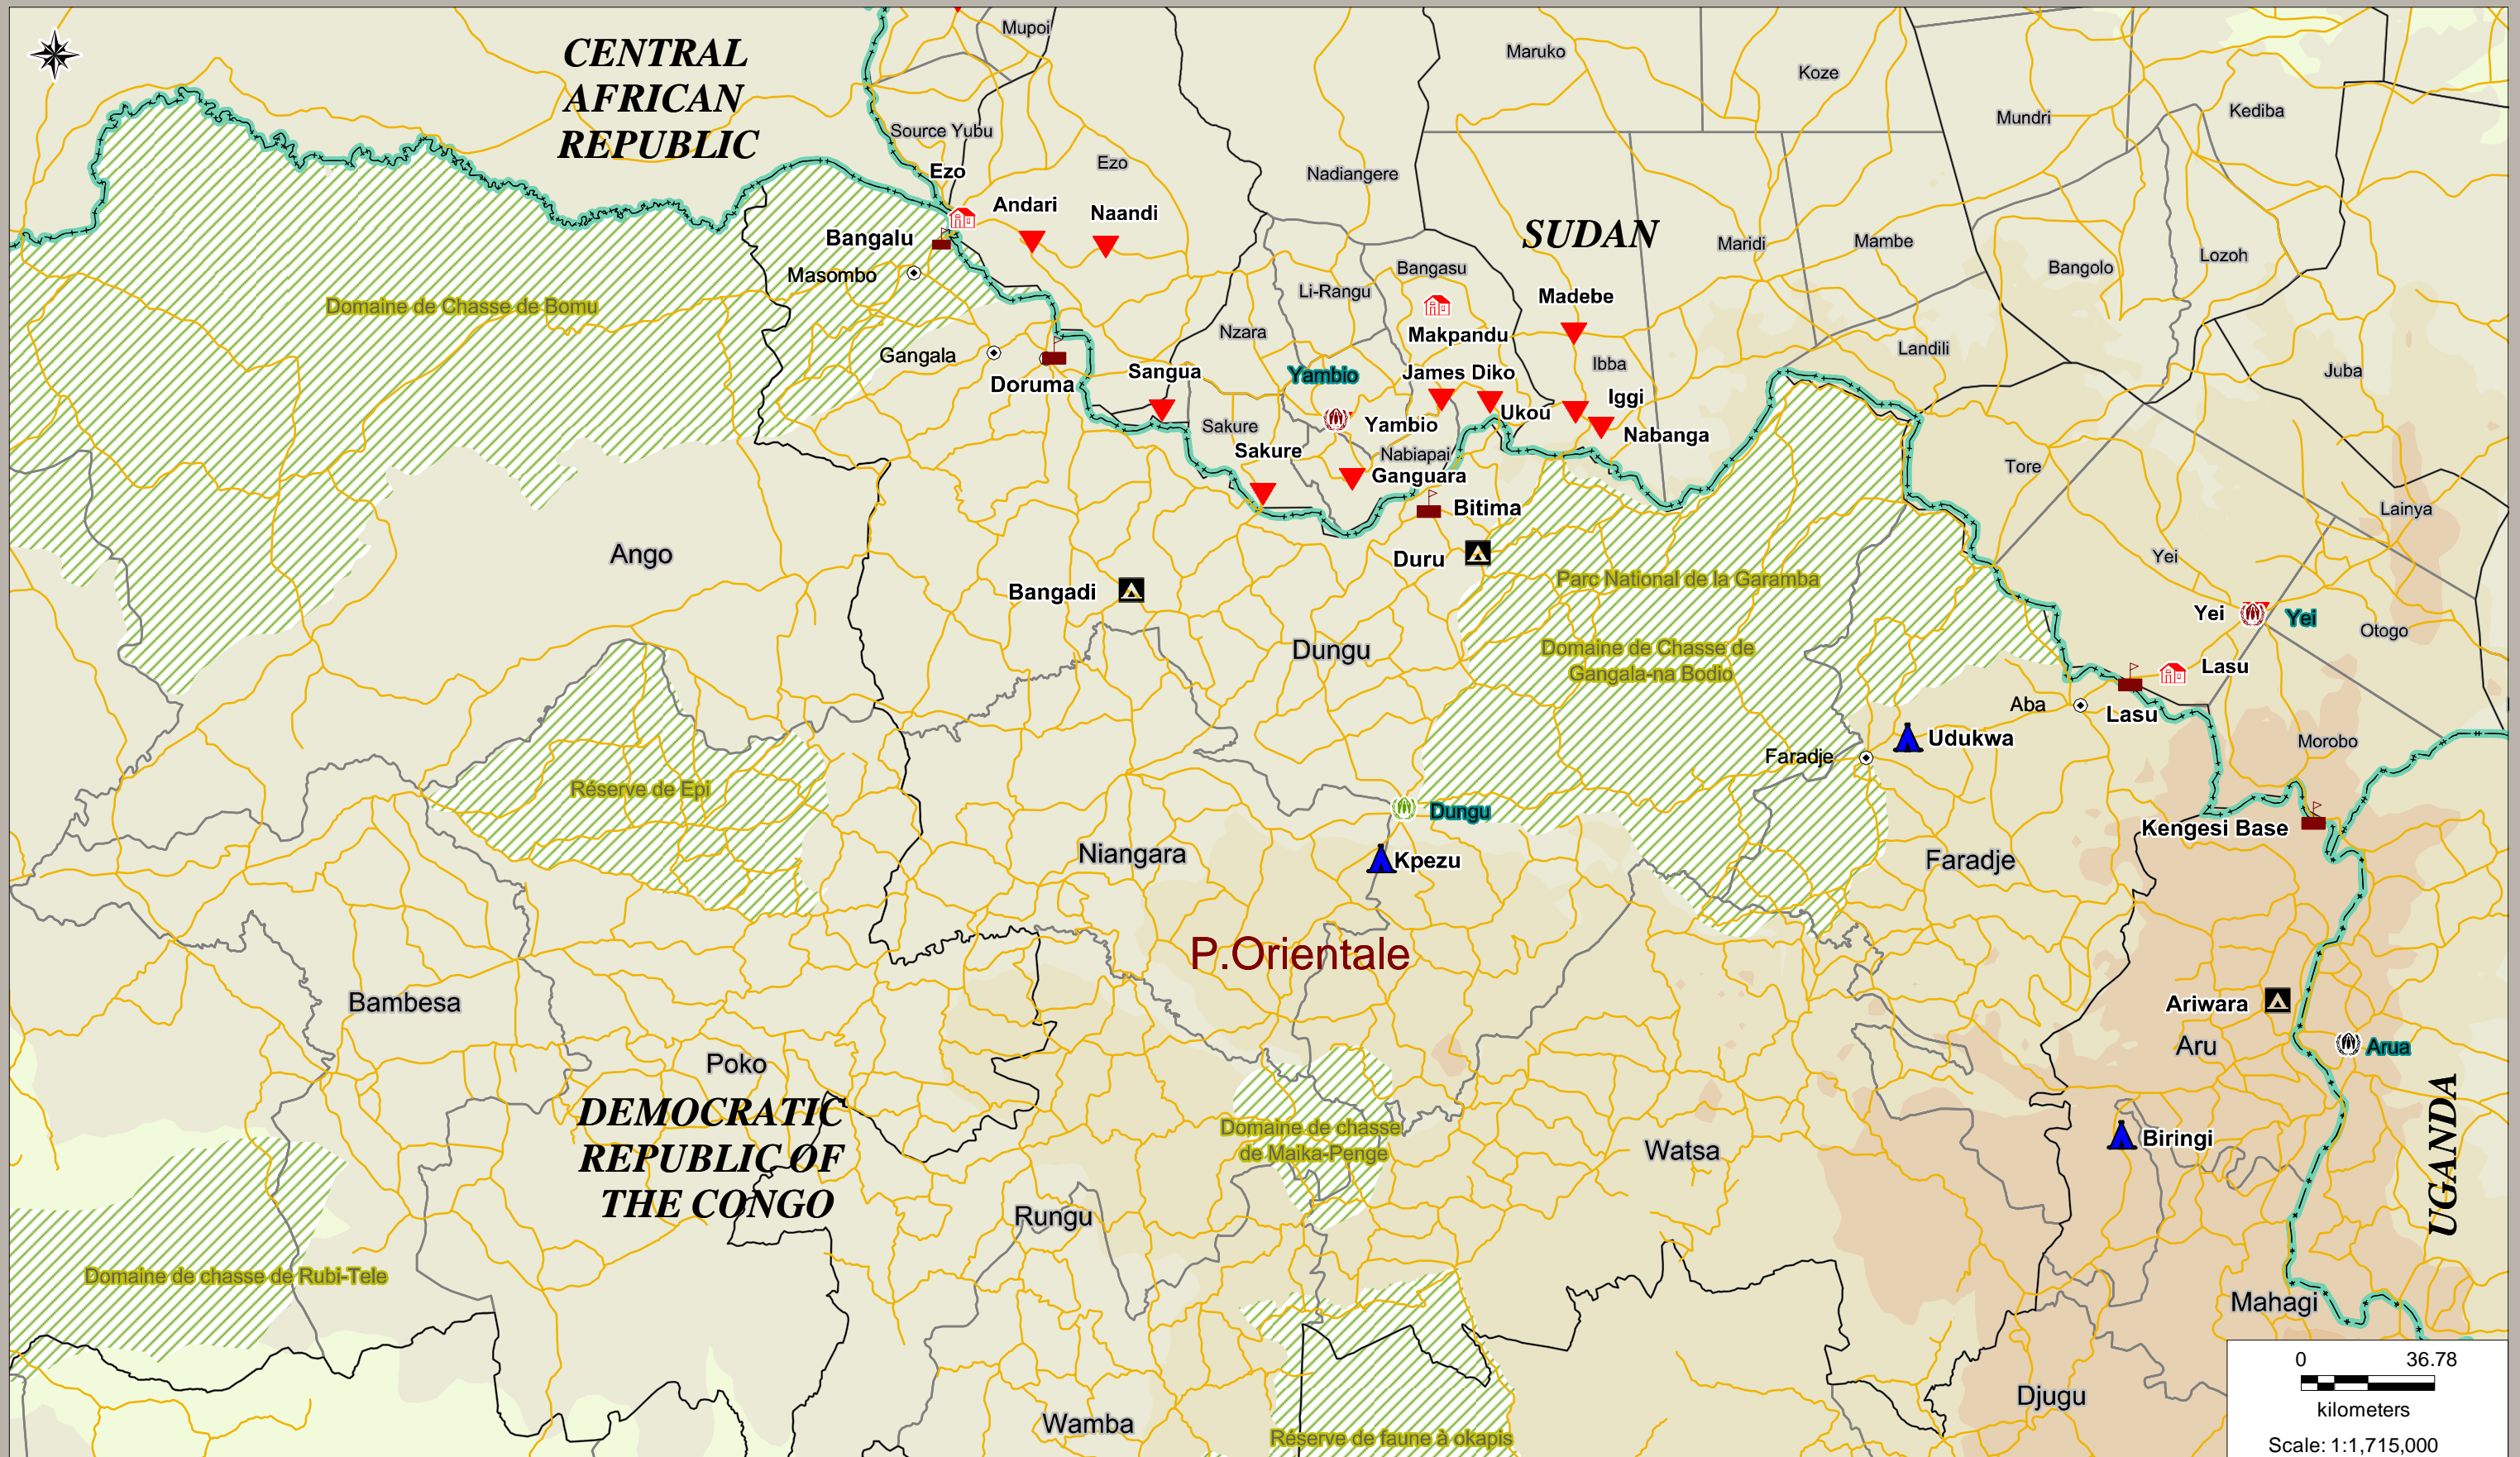 Mupoi
CENTRAL
AFRICAN
REPUBLIC
Maruko
Koze
Mundri
Kediba
Source Yubu
Ezo
Ezo
Nadiangere
Andari
Naandi
SUDAN
Bangalu
Maridi
Mambe
Bangolo
Lozoh
Masombo
Bangasu
Li-Rangu
Madebe
Domaine de Chasse de Bomu
Nzara
Makpandu
Landili
Gangala
Doruma
Sangua
Yambio
James Diko
Ibba
Juba
Iggi
Sakure
Yambio
Ukou
Nabanga
Sakure
Nabiapai
Ganguara
Tore
Bitima
Lainya
Ango
Duru
Yei
Bangadi
Parc National de la Garamba
Yei
Yei
Otogo
Dungu
Domaine de Chasse de
Gangala-na Bodio
Lasu
Aba
Lasu
Udukwa
Morobo
Faradje
Réserve de Epi
Dungu
Kengesi Base
Niangara
Kpezu
Faradje
P.Orientale
Bambesa
Ariwara
Aru
Arua
Poko
DEMOCRATIC
REPUBLIC OF
THE CONGO
Domaine de chasse
de Maika-Penge
Watsa
Biringi
UGANDA
Rungu
Domaine de chasse de Rubi-Tele
Mahagi
Djugu
Wamba
Réserve de faune à okapis
0 36.78
kilometers
Scale: 1:1,715,000